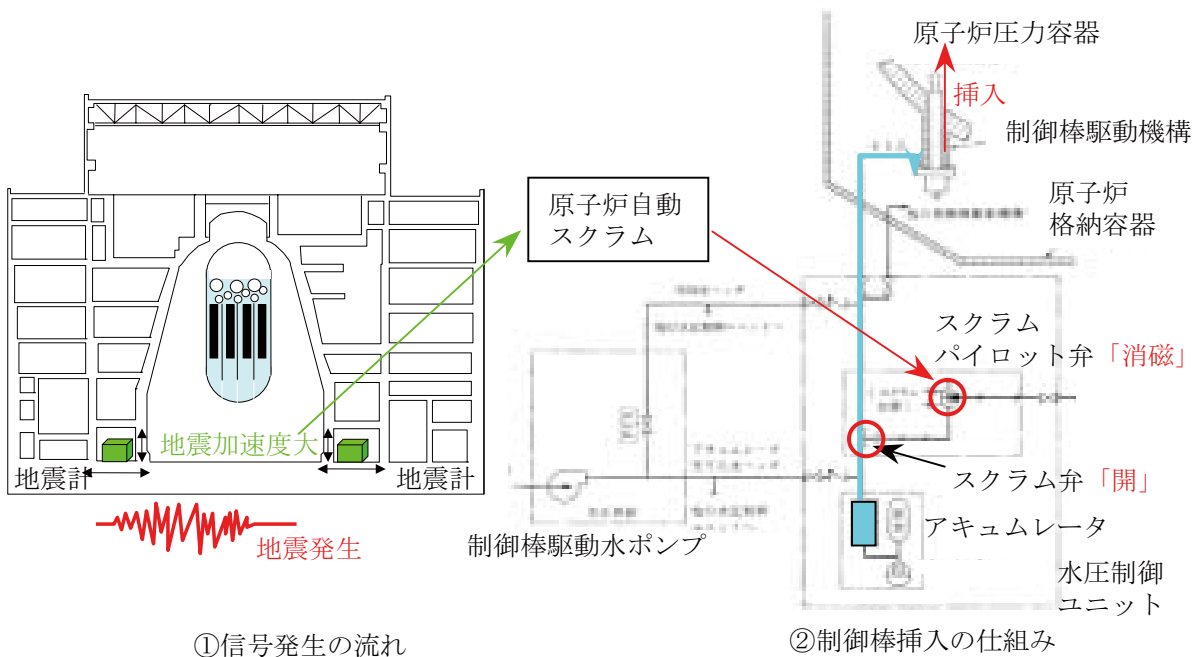 原子炉圧力容器
挿入
制御棒駆動機構
原子炉
格納容器
原子炉自動
スクラム
スクラム
パイロット弁「消磁」
地震加速度大
地震計
地震計
スクラム弁「開」
アキュムレータ
地震発生
制御棒駆動水ポンプ
水圧制御
ユニット
①信号発生の流れ
②制御棒挿入の仕組み